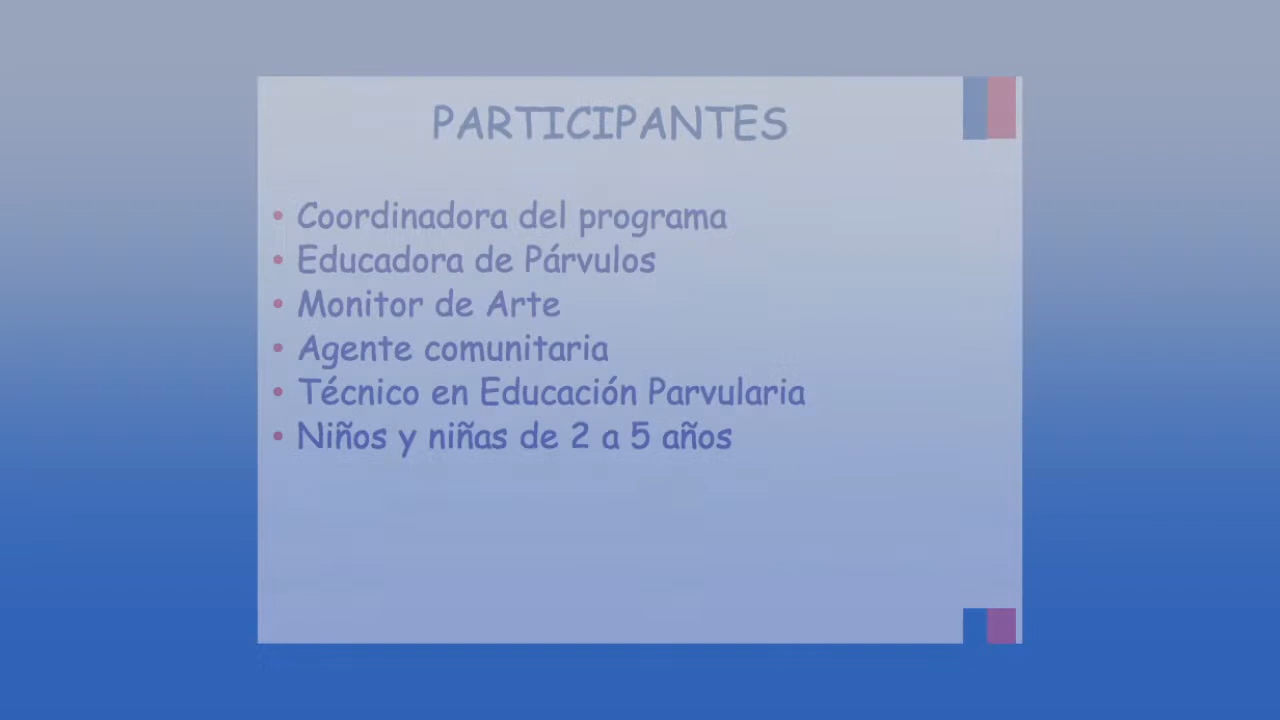 PARTICIPANTES
• Coordinadora del programa
• Educadora de Párvulos
• Monitor de Arte
• Agente comunitaria
• Técnico en Educación Parvularia
• Niños y niñas de 2 a 5 años